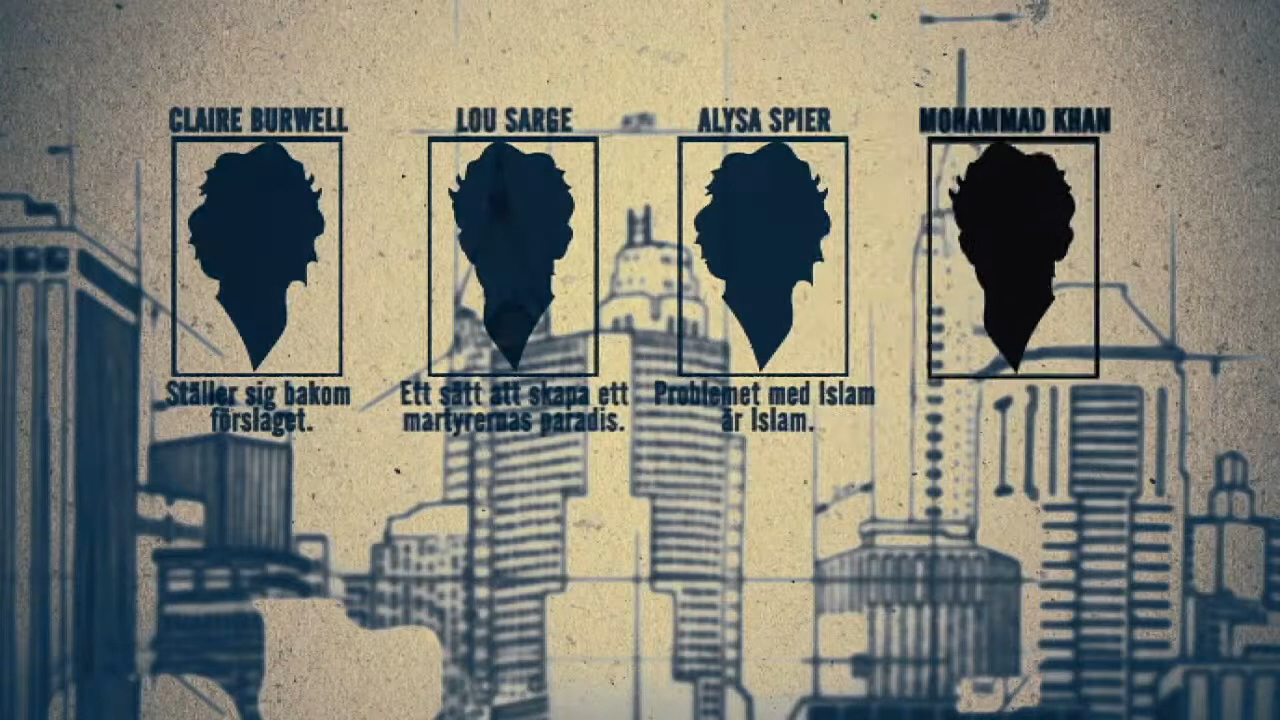 CLAIRE BURWELL
LOU SARGE
ALYSA SPIER
MOHAMMAD KHAN
Ställer sig bakom
förslaget.
Ett sätt att skapa ett
martyrernas paradis.
Problemet med Islam
är Islam.